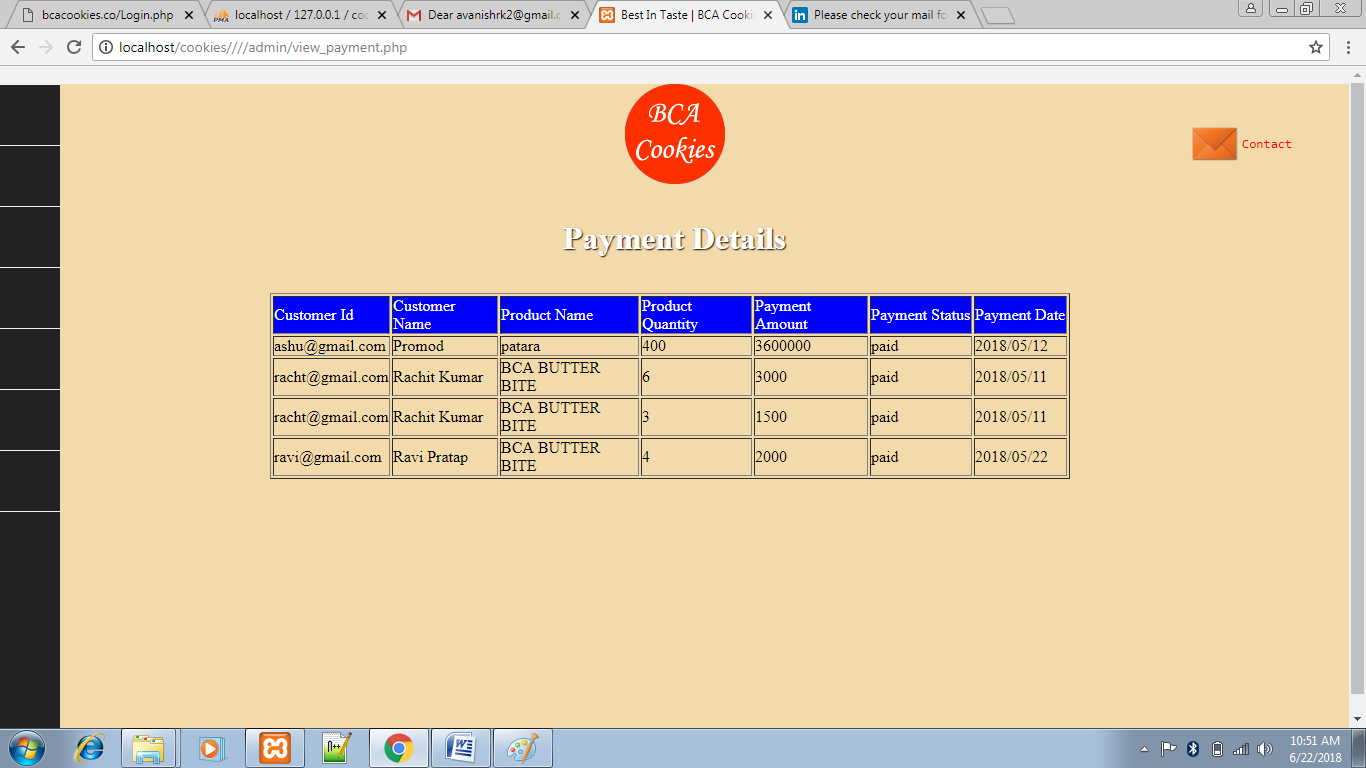 bcacookies.co/Login.php
localhost / 127.0.0.1 / coo
Dear avanishrk2@gmail.c
Best In Taste | BCA Cooki
Please check your mail fo
localhost/cookies////admin/view_payment.php
BCA
Cookies
Contact
Payment Details
Customer Id Customer Name Product Name Product Quantity Payment Amount Payment Status Payment Date
ashu@gmail.com Promod patara 400 3600000 paid 2018/05/12
racht@gmail.com Rachit Kumar BCA BUTTER BITE 6 3000 paid 2018/05/11
racht@gmail.com Rachit Kumar BCA BUTTER BITE 3 1500 paid 2018/05/11
ravi@gmail.com Ravi Pratap BCA BUTTER BITE 4 2000 paid 2018/05/22
10:51 AM
6/22/2018